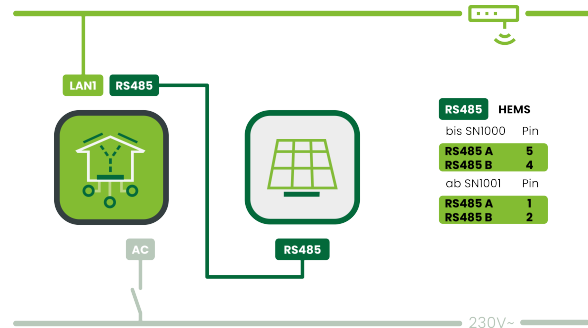 LAN1 RS485
RS485 HEMS
bis SN1000 Pin
RS485 A 5
RS485 B 4
ab SN1001 Pin
RS485 A 1
RS485 B 2
AC
RS485
230V~